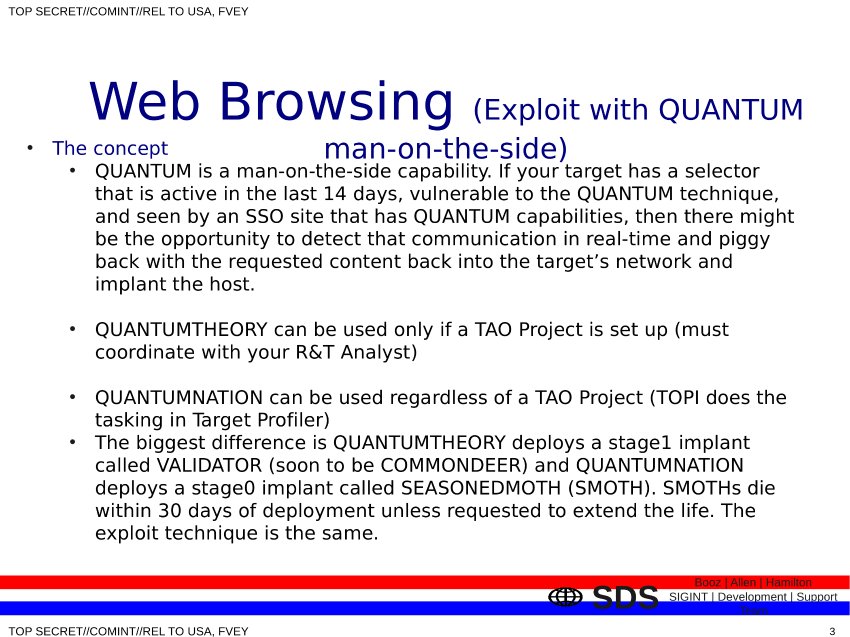 TOP SECRET//COMINT//REL TO USA, FVEY
Web Browsing (Exploit with QUANTUM
man-on-the-side)
• The concept
• QUANTUM is a man-on-the-side capability. If your target has a selector
that is active in the last 14 days, vulnerable to the QUANTUM technique,
and seen by an SSO site that has QUANTUM capabilities, then there might
be the opportunity to detect that communication in real-time and piggy
back with the requested content back into the target’s network and
implant the host.
• QUANTUMTHEORY can be used only if a TAO Project is set up (must
coordinate with your R&T Analyst)
• QUANTUMNATION can be used regardless of a TAO Project (TOPI does the
tasking in Target Profiler)
• The biggest difference is QUANTUMTHEORY deploys a stage1 implant
called VALIDATOR (soon to be COMMONDEER) and QUANTUMNATION
deploys a stage0 implant called SEASONEDMOTH (SMOTH). SMOTHs die
within 30 days of deployment unless requested to extend the life. The
exploit technique is the same.
SDS
Booz | Allen | Hamilton
SIGINT | Development | Support
TOP SECRET//COMINT//REL TO USA, FVEY
3